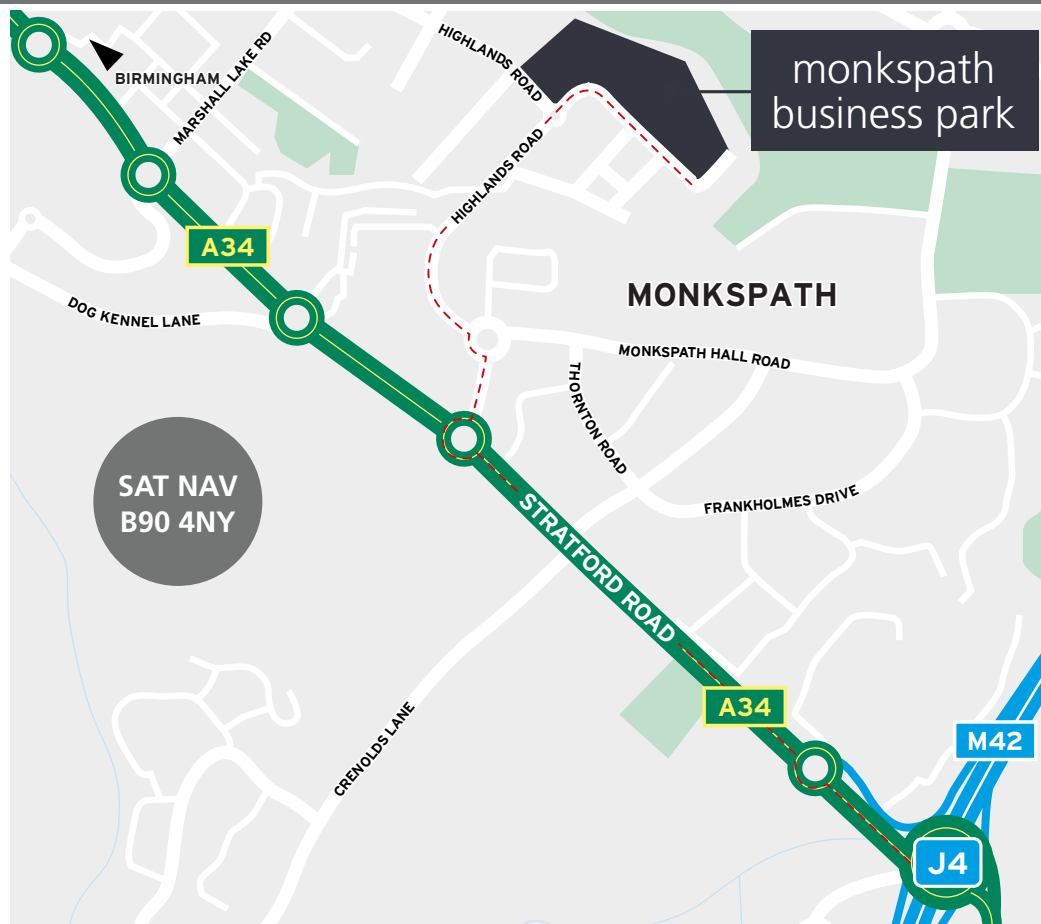 HIGHLANDS ROAD
BIRMINGHAM
MARSHALL LAKE RD
monkspath
business park
HIGHLANDS ROAD
A34
MONKSPATH
DOG KENNEL LANE
MONKSPATH HALL ROAD
THORNTON ROAD
SAT NAV
B90 4NY
FRANKHOLMES DRIVE
STRATFORD ROAD
A34
M42
CRENOLDS LANE
J4